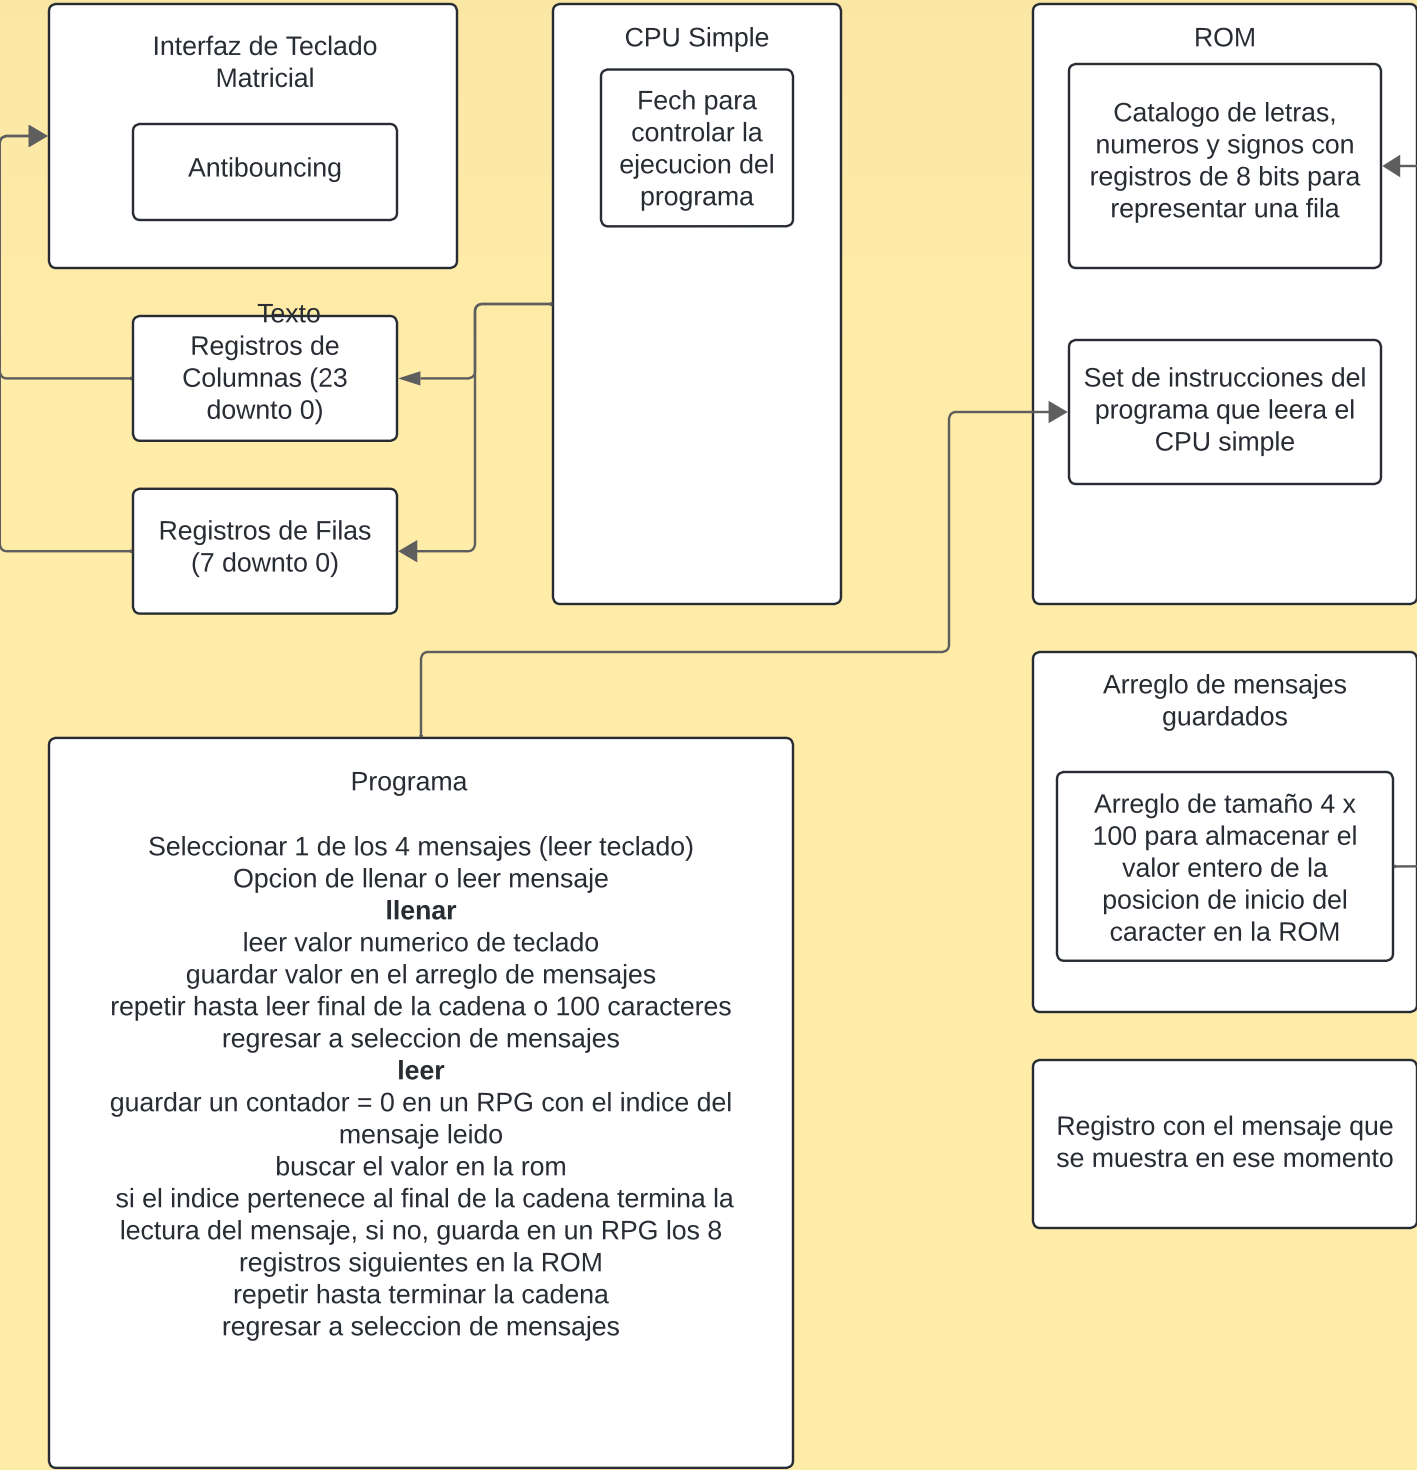 Interfaz de Teclado
Matricial
Antibouncing
Texto
Registros de
Columnas (23
downto 0)
Registros de Filas
(7 downto 0)
CPU Simple
Fech para
controlar la
ejecucion del
programa
ROM
Catalogo de letras,
numeros y signos con
registros de 8 bits para
representar una fila
Set de instrucciones del
programa que leera el
CPU simple
Arreglo de mensajes
guardados
Arreglo de tamaño 4 x
100 para almacenar el
valor entero de la
posicion de inicio del
caracter en la ROM
Registro con el mensaje que
se muestra en ese momento
Programa
Seleccionar 1 de los 4 mensajes (leer teclado)
Opcion de llenar o leer mensaje
llenar
leer valor numerico de teclado
guardar valor en el arreglo de mensajes
repetir hasta leer final de la cadena o 100 caracteres
regresar a seleccion de mensajes
leer
guardar un contador = 0 en un RPG con el indice del
mensaje leido
buscar el valor en la rom
si el indice pertenece al final de la cadena termina la
lectura del mensaje, si no, guarda en un RPG los 8
registros siguientes en la ROM
repetir hasta terminar la cadena
regresar a seleccion de mensajes